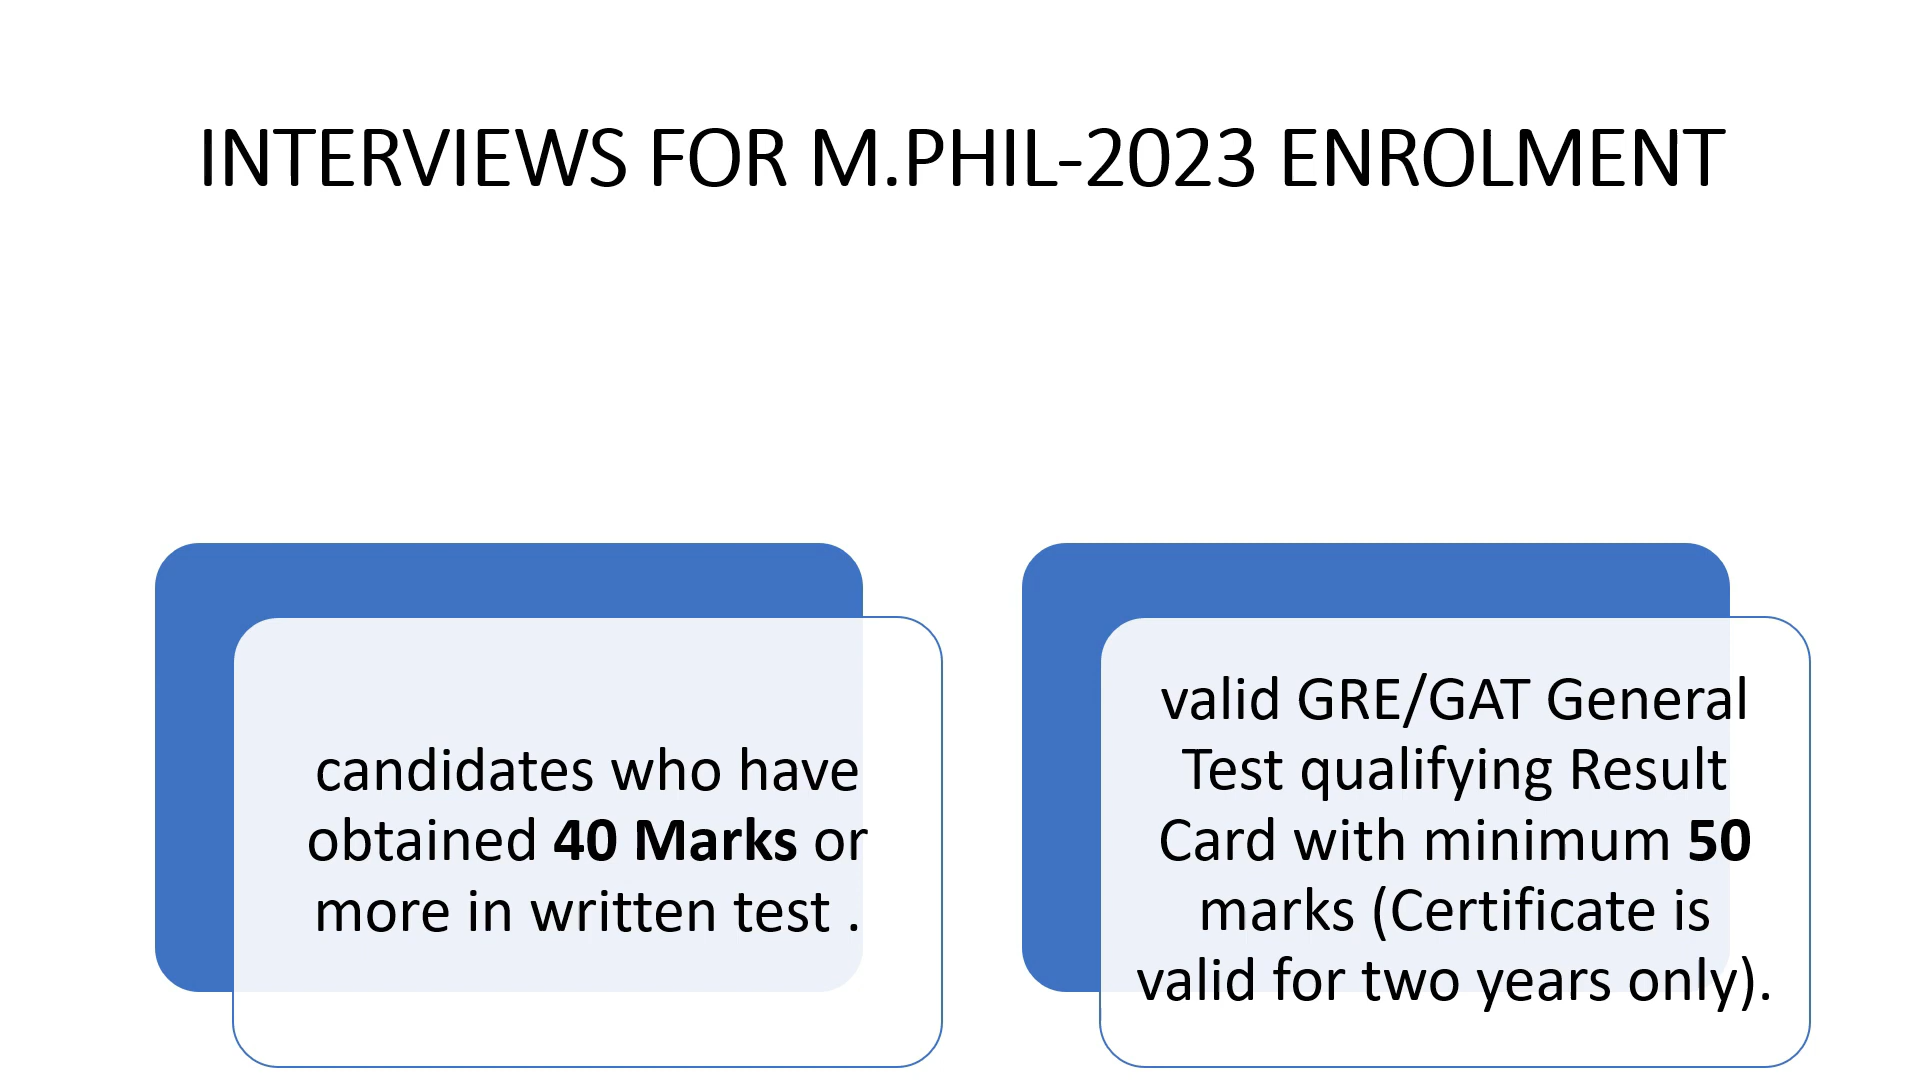 INTERVIEWS FOR M.PHIL-2023 ENROLMENT
candidates who have
obtained 40 Marks or
more in written test .
valid GRE/GAT General
Test qualifying Result
Card with minimum 50
marks (Certificate is
valid for two years only).